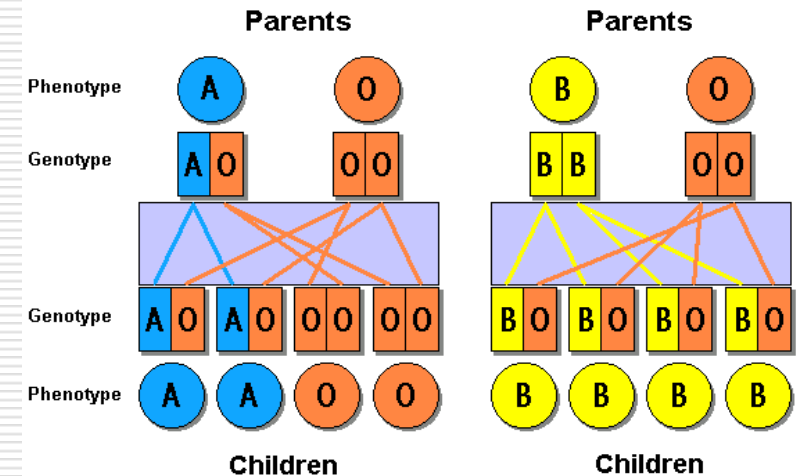 Parents Parents
Phenotype A O B O
Genotype A O O O B B O O
Genotype A O A O O O O O B O B O B O B O
Phenotype A A O O B B B B
Children Children